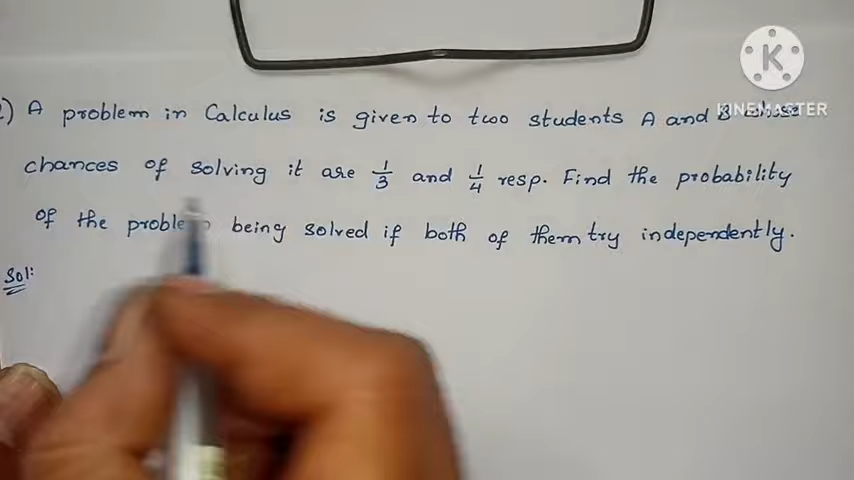 K
KINEMASTER
2) A problem in Calculus is given to two students A and B whose
chances of solving it are 1/3 and 1/4 resp. Find the probability
of the problem being solved if both of them try independently.
Sol: